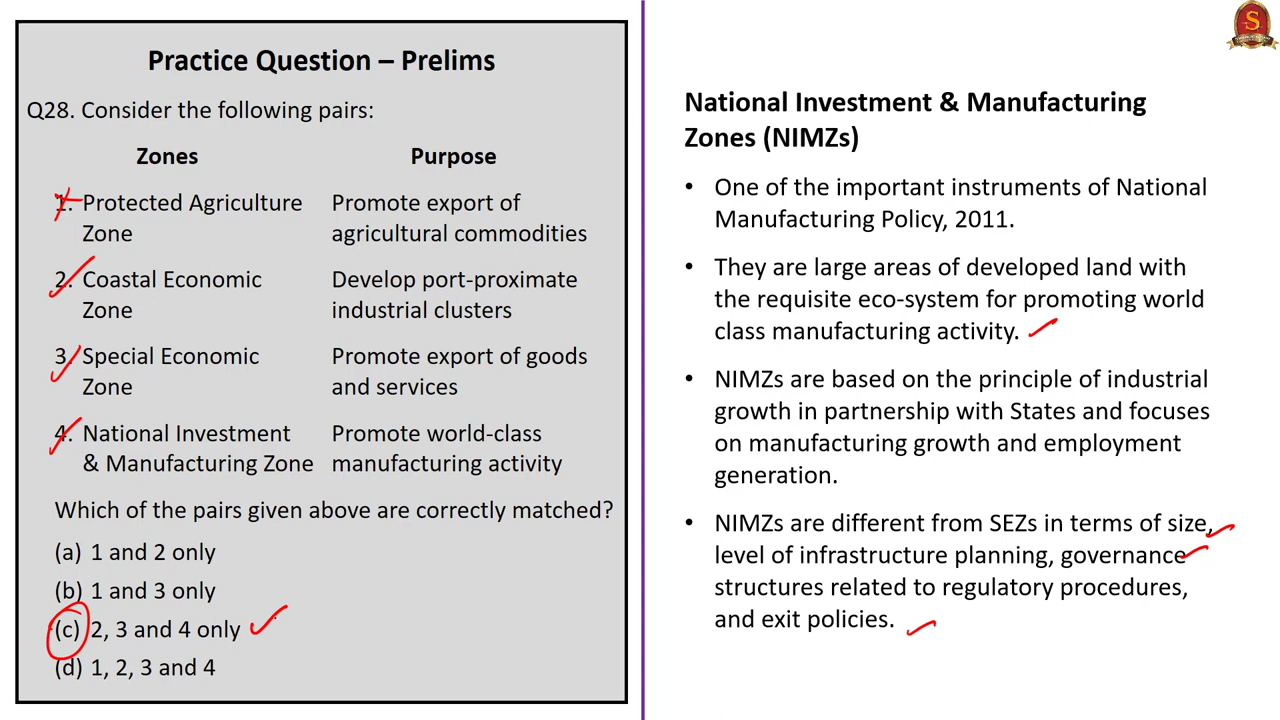 Practice Question – Prelims
Q28. Consider the following pairs:
Zones Purpose
1. Protected Agriculture Promote export of
Zone agricultural commodities
2. Coastal Economic Develop port-proximate
Zone industrial clusters
3. Special Economic Promote export of goods
Zone and services
4. National Investment Promote world-class
& Manufacturing Zone manufacturing activity
Which of the pairs given above are correctly matched?
(a) 1 and 2 only
(b) 1 and 3 only
(c) 2, 3 and 4 only
(d) 1, 2, 3 and 4
National Investment & Manufacturing
Zones (NIMZs)
• One of the important instruments of National
Manufacturing Policy, 2011.
• They are large areas of developed land with
the requisite eco-system for promoting world
class manufacturing activity.
• NIMZs are based on the principle of industrial
growth in partnership with States and focuses
on manufacturing growth and employment
generation.
• NIMZs are different from SEZs in terms of size,
level of infrastructure planning, governance
structures related to regulatory procedures,
and exit policies.
S